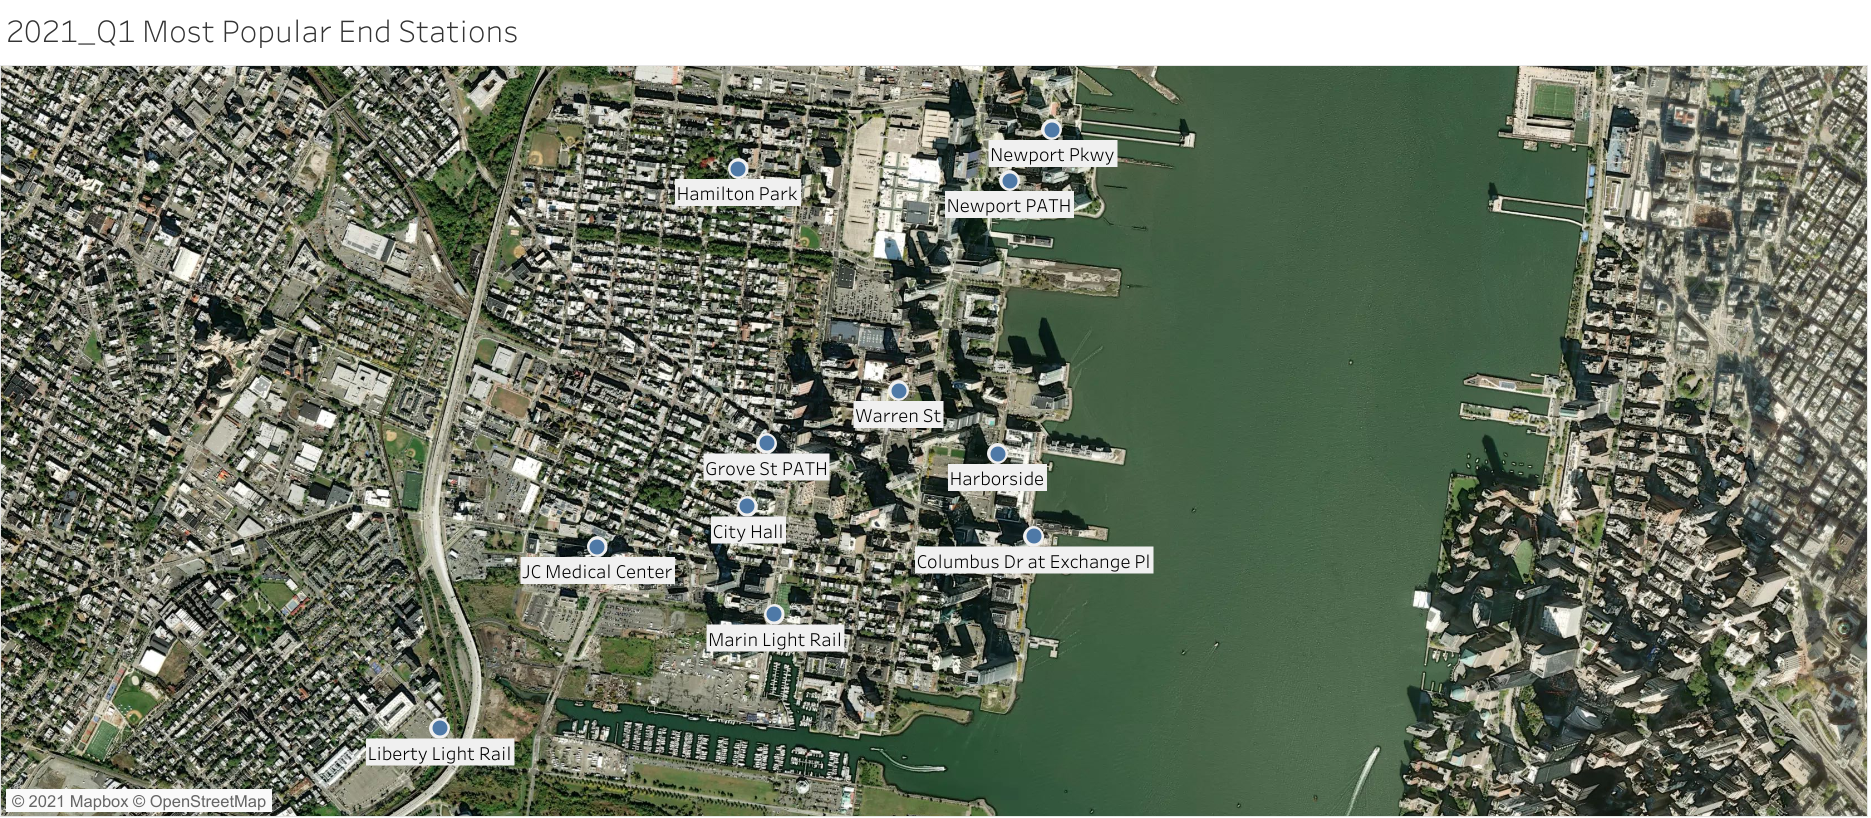 2021_Q1 Most Popular End Stations
Newport Pkwy
Hamilton Park
Newport PATH
Warren St
Grove St PATH
Harborside
City Hall
Columbus Dr at Exchange Pl
JC Medical Center
Marin Light Rail
Liberty Light Rail
© 2021 Mapbox © OpenStreetMap